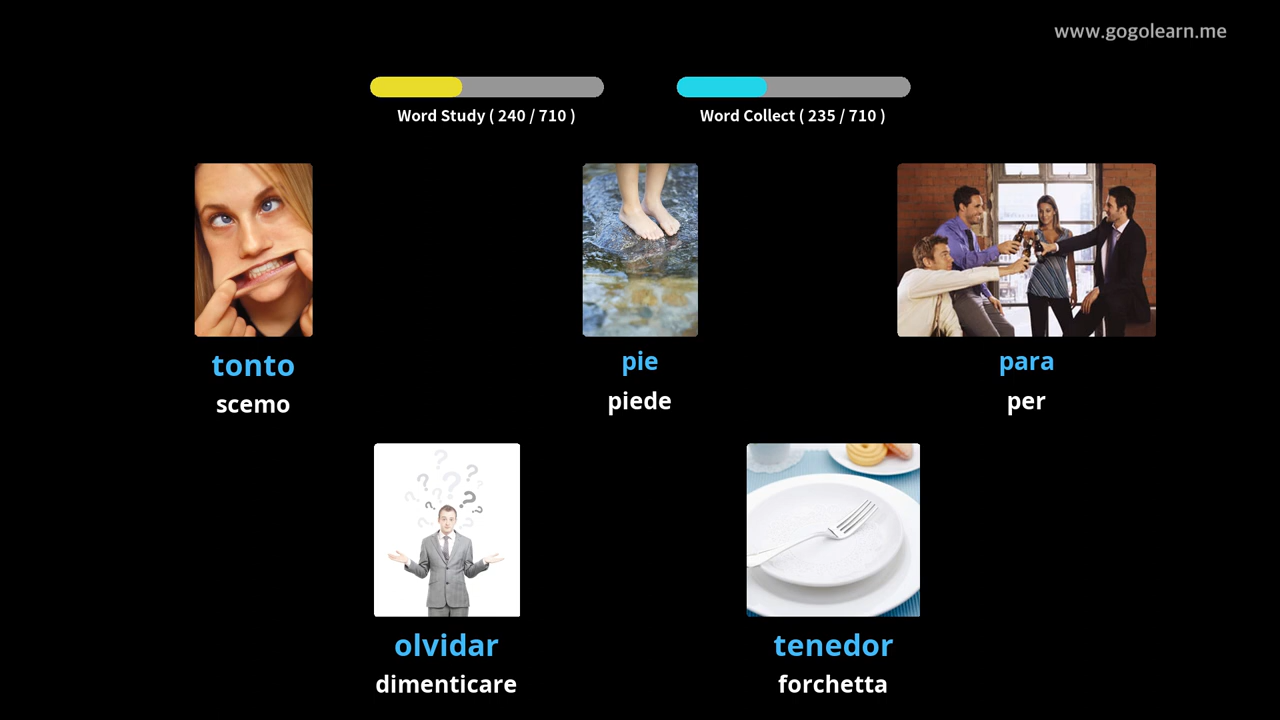 www.gogolearn.me
Word Study ( 240 / 710 )
Word Collect ( 235 / 710 )
tonto
scemo
pie
piede
para
per
olvidar
dimenticare
tenedor
forchetta